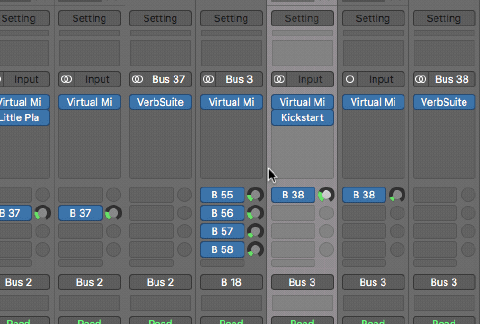 Setting Setting Setting Setting Setting Setting Setting
Input Input Bus 37 Bus 3 Input Input Bus 38
Virtual Mi Virtual Mi VerbSuite Virtual Mi Virtual Mi Virtual Mi VerbSuite
Little Pla Kickstart
B 55 B 38 B 38
B 37 B 37 B 56
B 57
B 58
Bus 2 Bus 2 Bus 2 B 18 Bus 3 Bus 3 Bus 3
Read Read Read Read Read Read Read